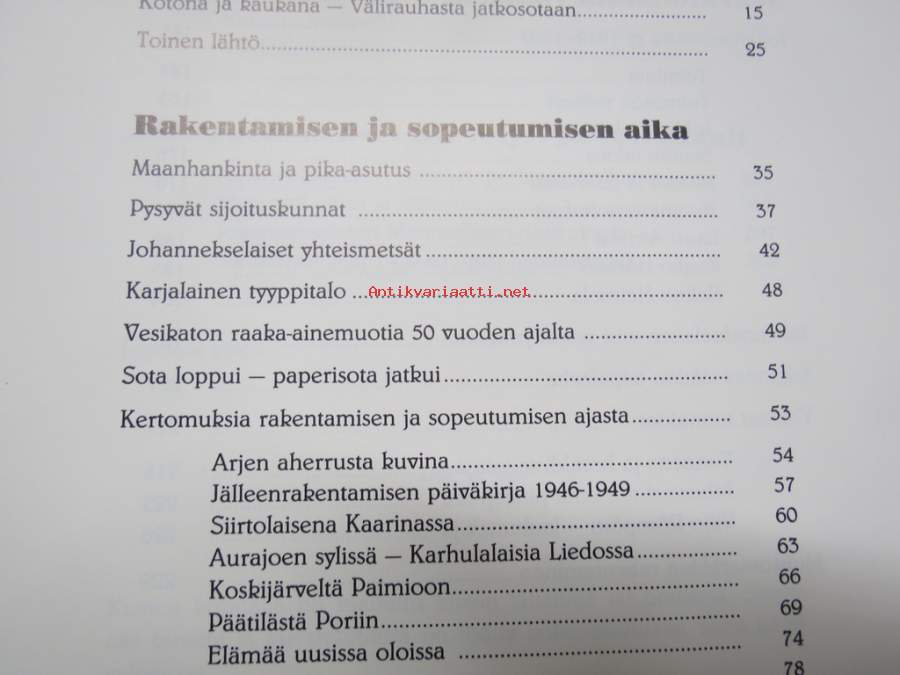 Kotona ja kaukana – Välirauhasta jatkosotaan........................ 15
Toinen lähtö.................................................................................... 25
Rakentamisen ja sopeutumisen aika
Maanhankinta ja pika-asutus ....................................................... 35
Pysyvät sijoituskunnat .................................................................... 37
Johannekselaiset yhteismetsät ....................................................... 42
Karjalainen tyyppitalo ..................................................................... 48
Antikvariaatti.net
Vesikaton raaka-ainemuotia 50 vuoden ajalta .......................... 49
Sota loppui – paperisota jatkui ..................................................... 51
Kertomuksia rakentamisen ja sopeutumisen ajasta .................. 53
Arjen aherrusta kuvina..................................................... 54
Jälleenrakentamisen päiväkirja 1946-1949 .................. 57
Siirtolaisena Kaarinassa .................................................... 60
Aurajoen sylissä – Karhulalaisia Liedossa .................. 63
Koskijärveltä Paimioon ..................................................... 66
Päätilästä Poriin .................................................................. 69
Elämää uusissa oloissa ..................................................... 74
78